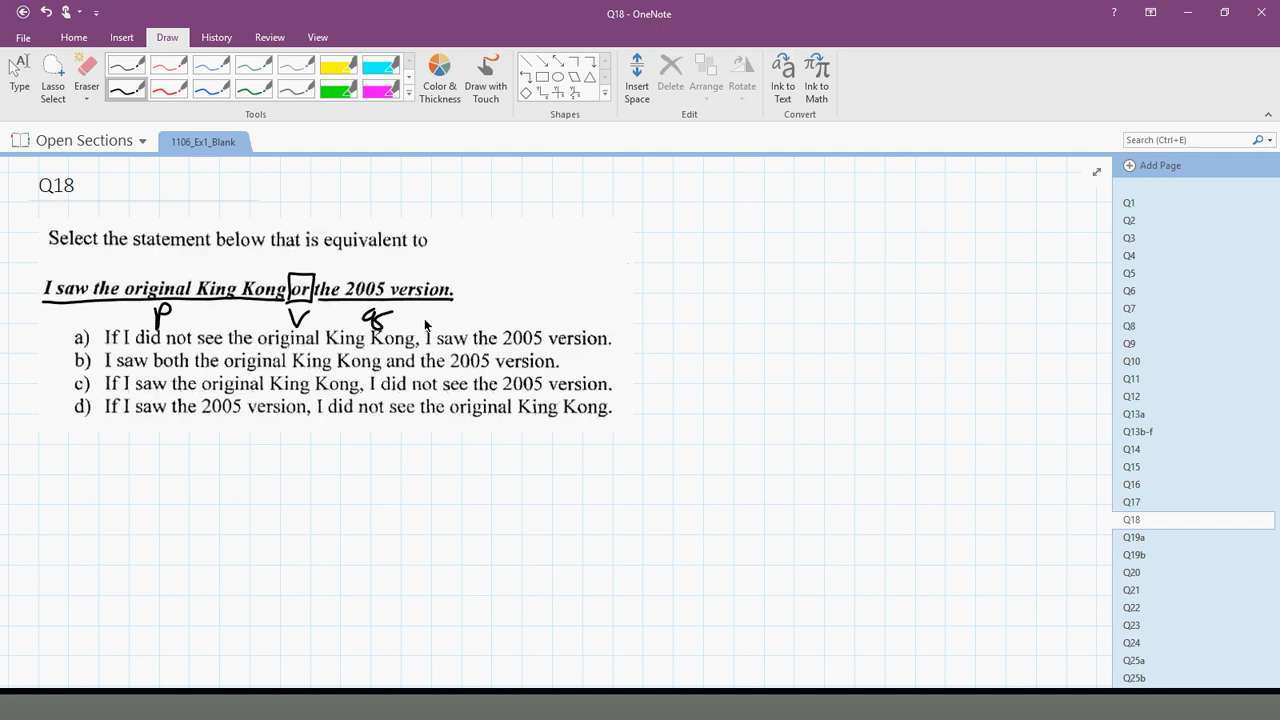 Q18 - OneNote
?
File
Home
Insert
Draw
History
Review
View
Type
Lasso Select
Eraser
Color & Thickness
Draw with Touch
Insert Space
Delete
Arrange
Rotate
Ink to Text
Ink to Math
Tools
Shapes
Edit
Convert
Open Sections
1106_Ex1_Blank
Search (Ctrl+E)
Add Page
Q18
Select the statement below that is equivalent to
I saw the original King Kong or the 2005 version.
p v q
a) If I did not see the original King Kong, I saw the 2005 version.
b) I saw both the original King Kong and the 2005 version.
c) If I saw the original King Kong, I did not see the 2005 version.
d) If I saw the 2005 version, I did not see the original King Kong.
Q1
Q2
Q3
Q4
Q5
Q6
Q7
Q8
Q9
Q10
Q11
Q12
Q13a
Q13b-f
Q14
Q15
Q16
Q17
Q18
Q19a
Q19b
Q20
Q21
Q22
Q23
Q24
Q25a
Q25b